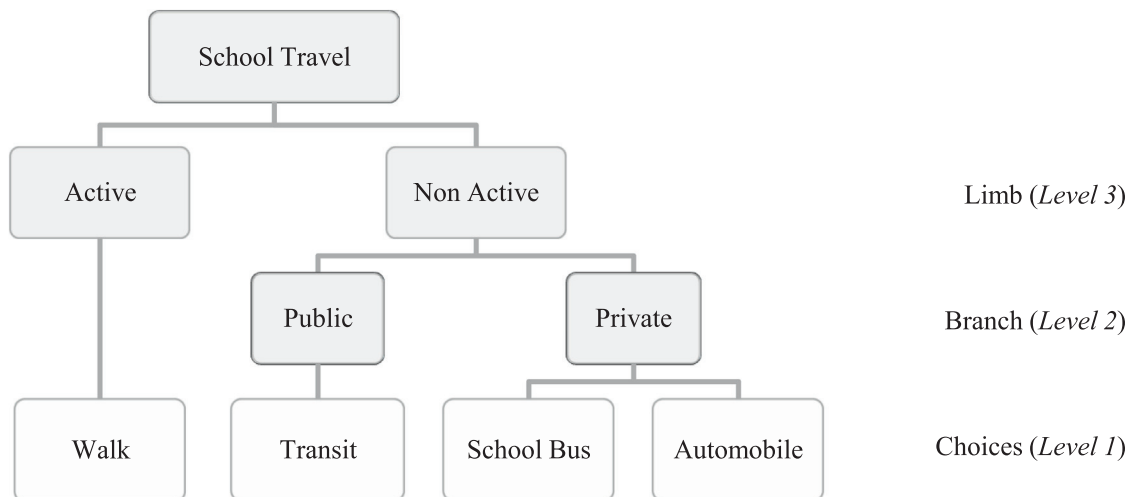 School Travel
Active
Non Active
Limb (Level 3)
Public
Private
Branch (Level 2)
Walk
Transit
School Bus
Automobile
Choices (Level 1)